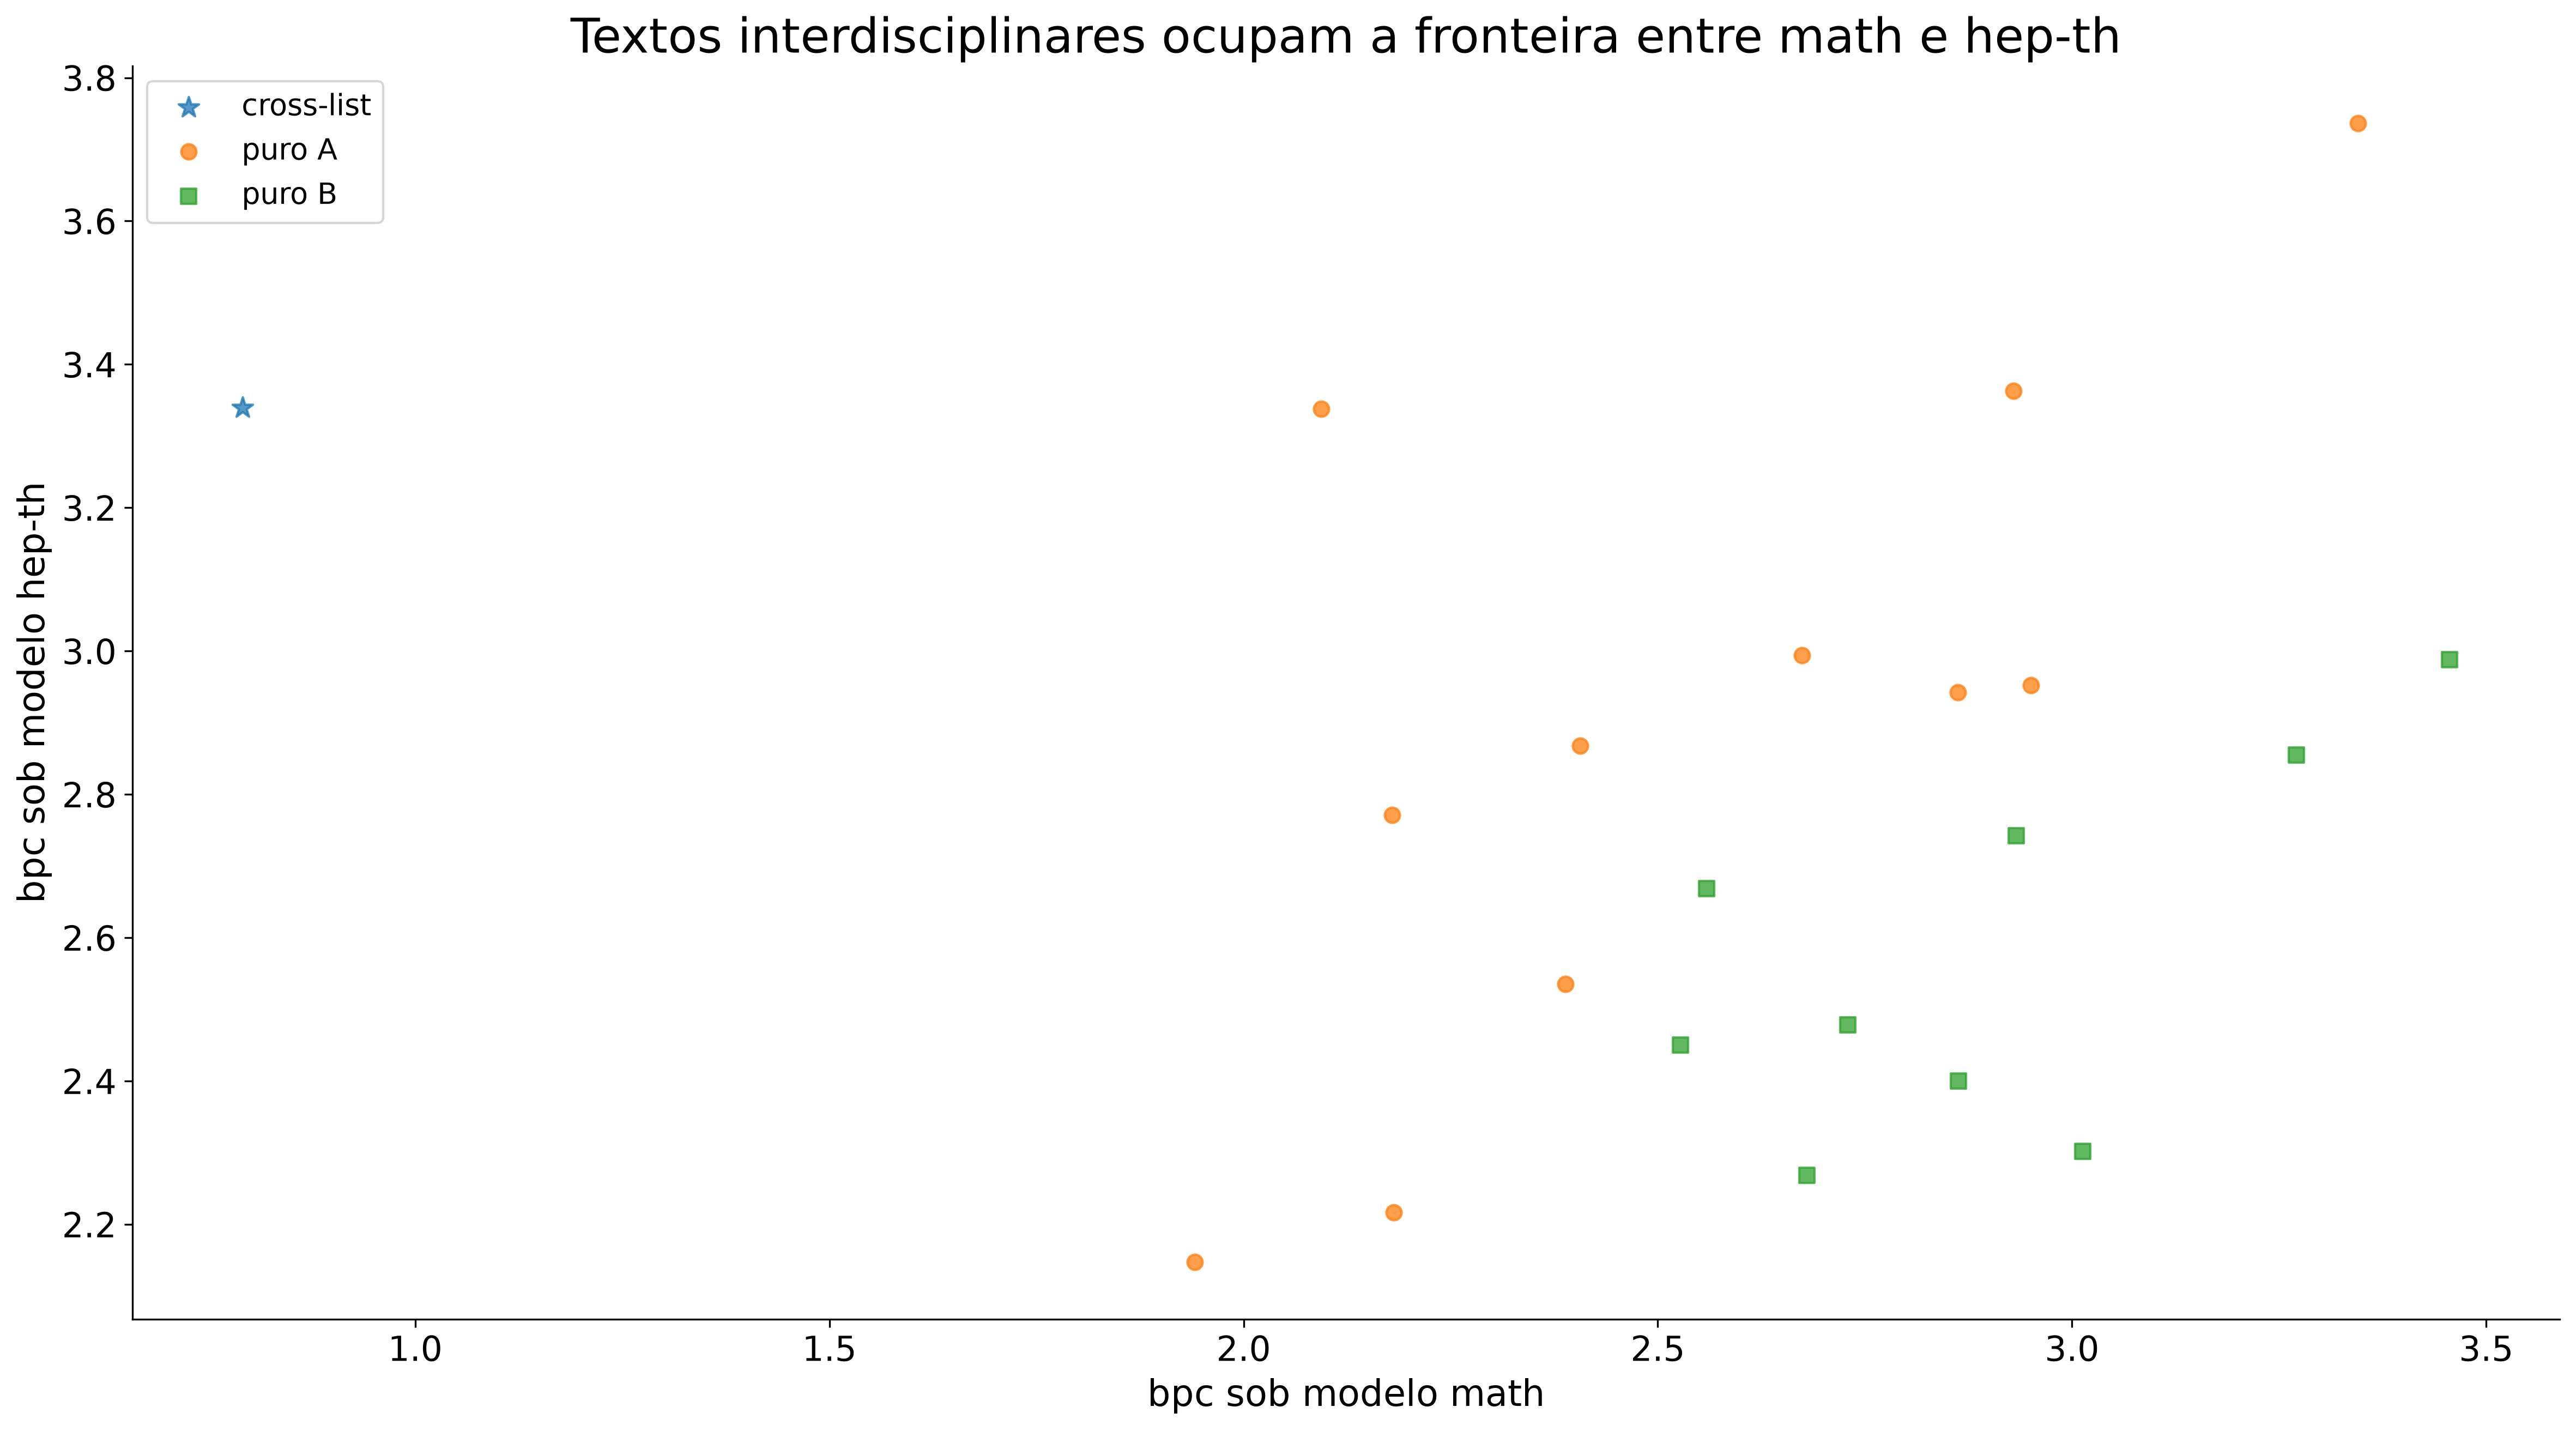 Textos interdisciplinares ocupam a fronteira entre math e hep-th
cross-list
puro A
puro B
bpc sob modelo hep-th
3.8
3.6
3.4
3.2
3.0
2.8
2.6
2.4
2.2
1.0 1.5 2.0 2.5 3.0 3.5
bpc sob modelo math